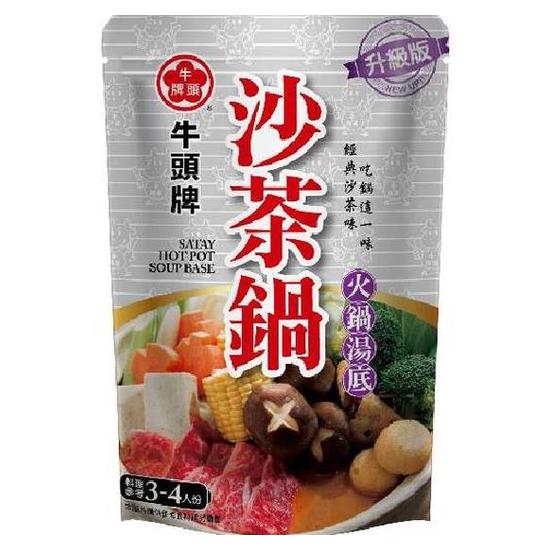 升級版
NEW UP!
牛
牌頭
®
牛頭牌
沙茶鍋
SATAY
HOT POT
SOUP BASE
吃鍋這一味
經典沙茶味
火鍋湯底
料理
參考
3-4人份